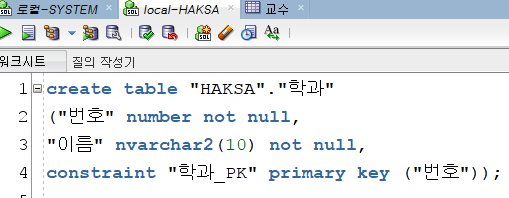 로컬-SYSTEM local-HAKSA 교수
SQL Aa
워크시트 질의 작성기
1 create table "HAKSA"."학과"
2 ("번호" number not null,
3 "이름" nvarchar2(10) not null,
4 constraint "학과_PK" primary key ("번호"));